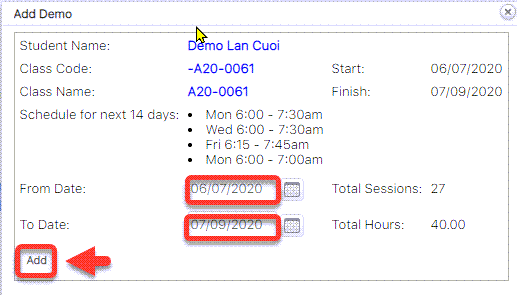 Add Demo
Student Name: Demo Lan Cuoi
Class Code: -A20-0061 Start: 06/07/2020
Class Name: A20-0061 Finish: 07/09/2020
Schedule for next 14 days: • Mon 6:00 - 7:30am
• Wed 6:00 - 7:30am
• Fri 6:15 - 7:45am
• Mon 6:00 - 7:00am
From Date: 06/07/2020 Total Sessions: 27
To Date: 07/09/2020 Total Hours: 40.00
Add